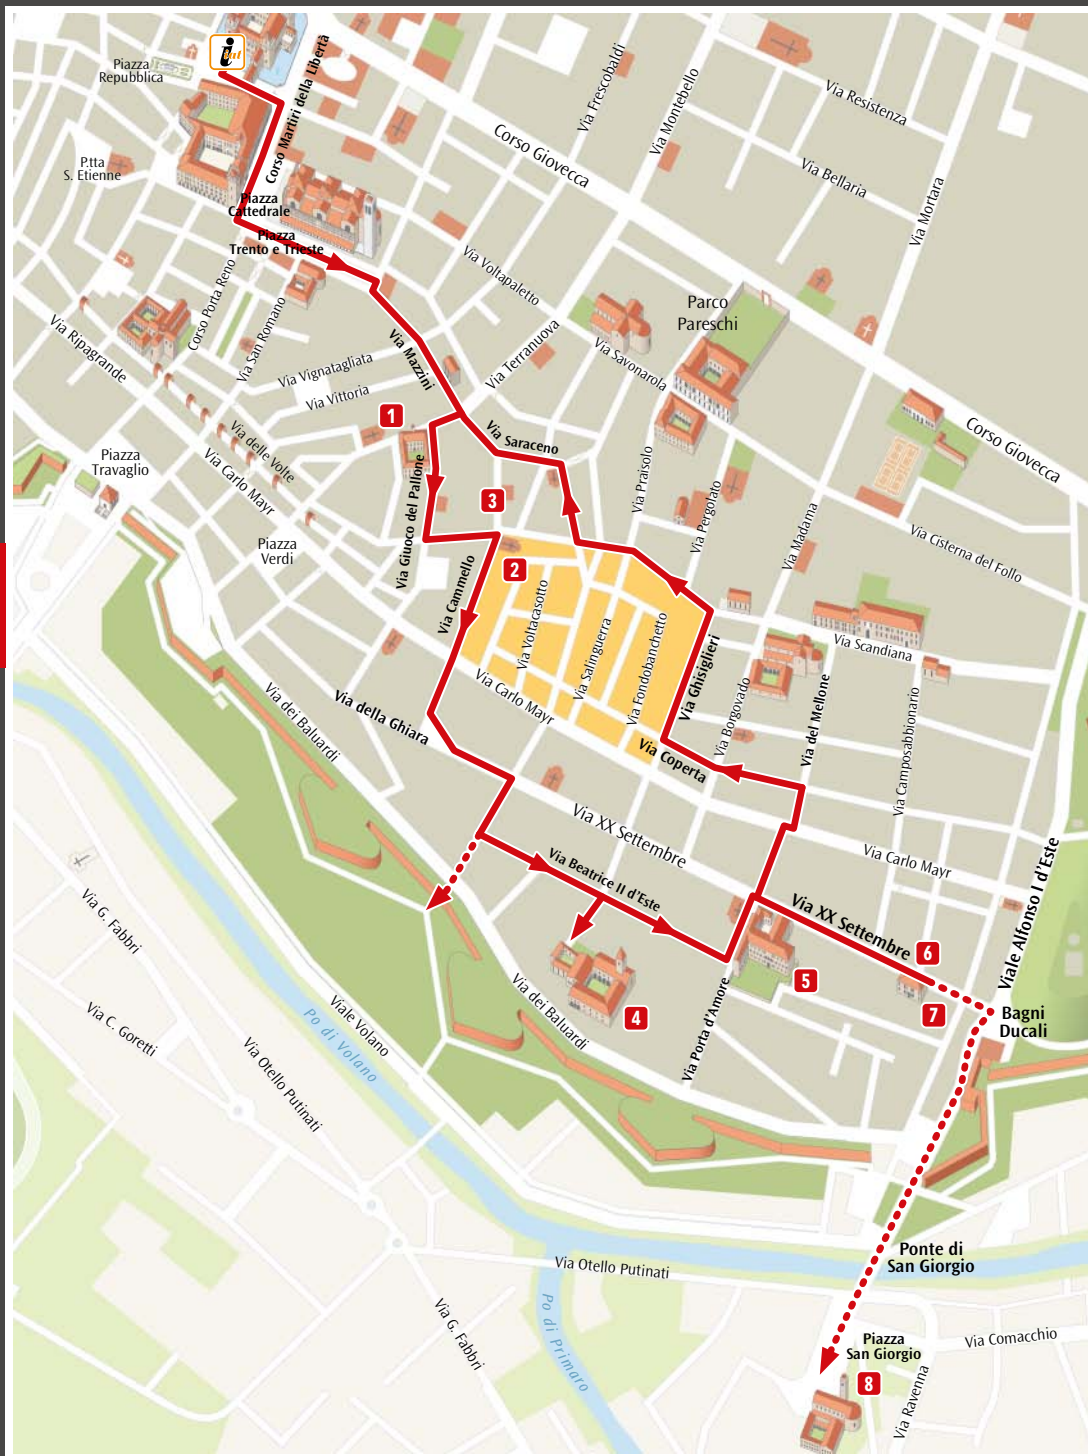 i
iat
Piazza
Repubblica
Corso Martiri della Libertà
P.tta
S. Etienne
Piazza
Cattedrale
Piazza
Trento e Trieste
Corso Giovecca
Via Frescobaldi
Via Montebello
Via Resistenza
Via Bellaria
Via Mortara
Via Voltapaletto
Corso Porta Reno
Via San Romano
Via Ripagrande
Via Mazzini
Via Vignatagliata
Via Vittoria
Via Terranuova
Via Savonarola
Parco
Pareschi
1
Via Saraceno
Via delle Volte
Via Carlo Mayr
Piazza
Travaglio
Via Giuoco del Pallone
3
Via Praisolo
Via Pergolato
Via Madama
Corso Giovecca
Via Cisterna del Follo
Piazza
Verdi
2
Via Cammello
Via Voltacasotto
Via Salinguerra
Via Fondobanchetto
Via Ghisiglieri
Via Scandiana
Via dei Baluardi
Via della Ghiara
Via Carlo Mayr
Via Coperta
Via Borgovado
Via del Mellone
Via Camposabbionario
Via XX Settembre
Via Beatrice II d'Este
Via Carlo Mayr
Viale Alfonso I d'Este
Via XX Settembre
6
5
7
Bagni
Ducali
4
Via G. Fabbri
Via C. Goretti
Via Otello Putinati
Po di Volano
Viale Volano
Via dei Baluardi
Via Porta d'Amore
Ponte di
San Giorgio
Via Otello Putinati
Po di Primaro
Via G. Fabbri
Piazza
San Giorgio
8
Via Comacchio
Via Ravenna